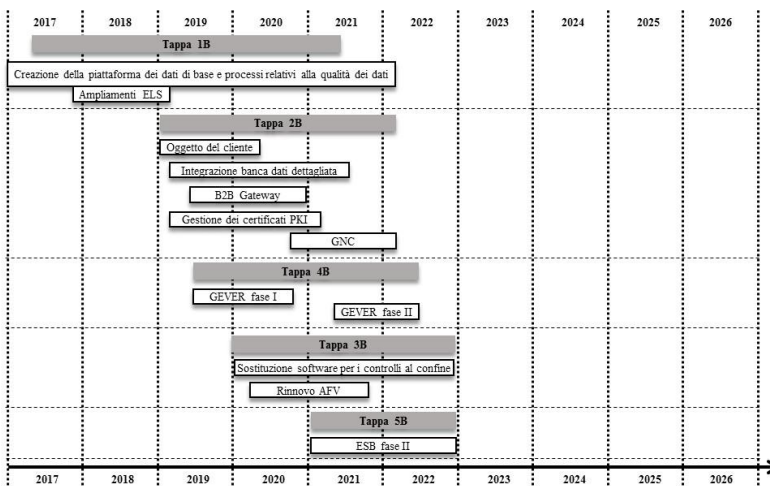 2017 2018 2019 2020 2021 2022 2023 2024 2025 2026
Tappa 1B
Creazione della piattaforma dei dati di base e processi relativi alla qualità dei dati
Ampliamenti ELS
Tappa 2B
Oggetto del cliente
Integrazione banca dati dettagliata
B2B Gateway
Gestione dei certificati PKI
GNC
Tappa 4B
GEVER fase I
GEVER fase II
Tappa 3B
Sostituzione software per i controlli al confine
Rinnovo AFV
Tappa 5B
ESB fase II
2017 2018 2019 2020 2021 2022 2023 2024 2025 2026